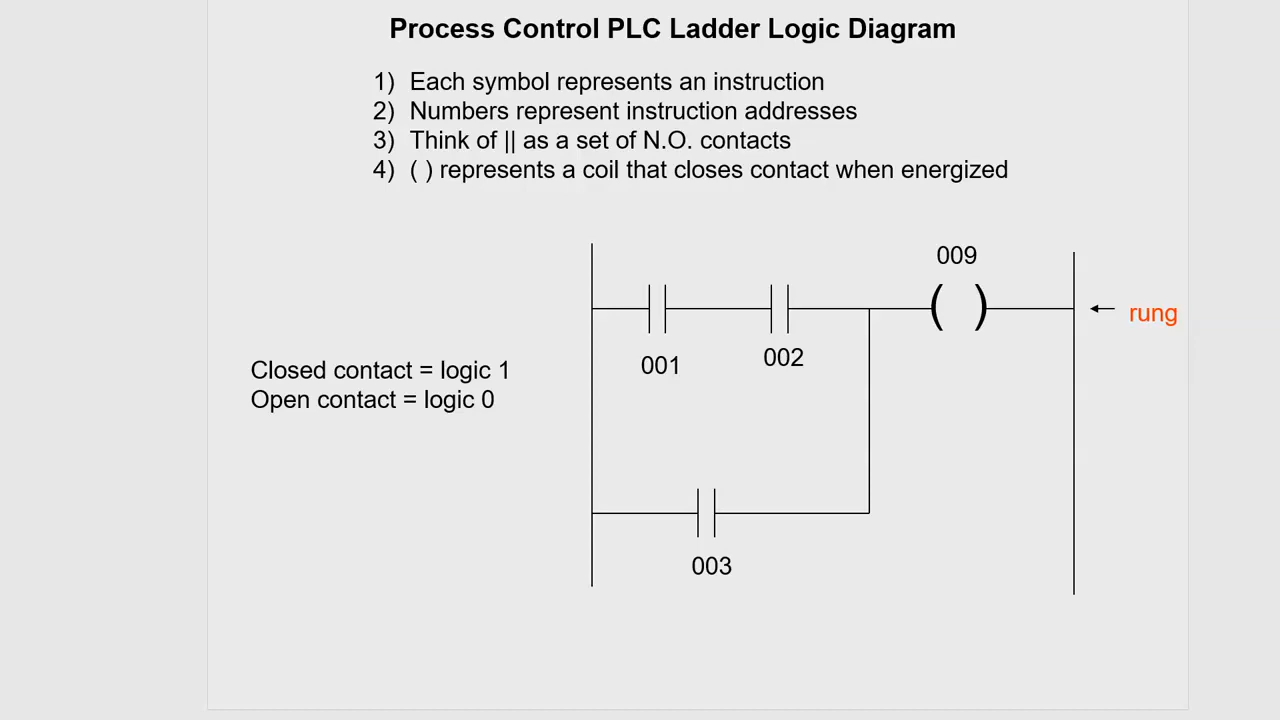 Process Control PLC Ladder Logic Diagram
1) Each symbol represents an instruction
2) Numbers represent instruction addresses
3) Think of || as a set of N.O. contacts
4) ( ) represents a coil that closes contact when energized
009
( )
rung
001
002
Closed contact = logic 1
Open contact = logic 0
003